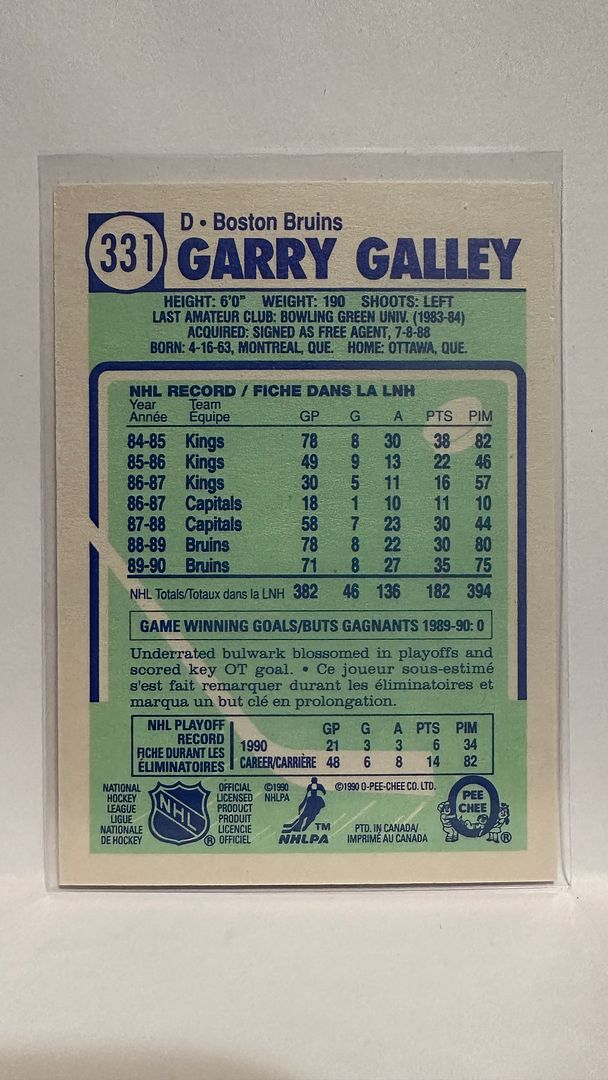 331
D • Boston Bruins
GARRY GALLEY
HEIGHT: 6'0" WEIGHT: 190 SHOOTS: LEFT
LAST AMATEUR CLUB: BOWLING GREEN UNIV. (1983-84)
ACQUIRED: SIGNED AS FREE AGENT, 7-8-88
BORN: 4-16-63, MONTREAL, QUE. HOME: OTTAWA, QUE.
NHL RECORD / FICHE DANS LA LNH
Year Team
Année Équipe GP G A PTS PIM
84-85 Kings 78 8 30 38 82
85-86 Kings 49 9 13 22 46
86-87 Kings 30 5 11 16 57
86-87 Capitals 18 1 10 11 10
87-88 Capitals 58 7 23 30 44
88-89 Bruins 78 8 22 30 80
89-90 Bruins 71 8 27 35 75
NHL Totals/Totaux dans la LNH 382 46 136 182 394
GAME WINNING GOALS/BUTS GAGNANTS 1989-90: 0
Underrated bulwark blossomed in playoffs and
scored key OT goal. • Ce joueur sous-estimé
s'est fait remarquer durant les éliminatoires et
marqua un but clé en prolongation.
NHL PLAYOFF
RECORD
FICHE DURANT LES
ÉLIMINATOIRES
GP G A PTS PIM
1990 21 3 3 6 34
CAREER/CARRIÈRE 48 6 8 14 82
NATIONAL
HOCKEY
LEAGUE
LIGUE
NATIONALE
DE HOCKEY
NHL
®
OFFICIAL
LICENSED
PRODUCT
PRODUIT
LICENCIE
OFFICIEL
©1990
NHLPA
TM
NHLPA
©1990 O-PEE-CHEE CO. LTD.
PTD. IN CANADA/
IMPRIMÉ AU CANADA
O
PEE
CHEE
®